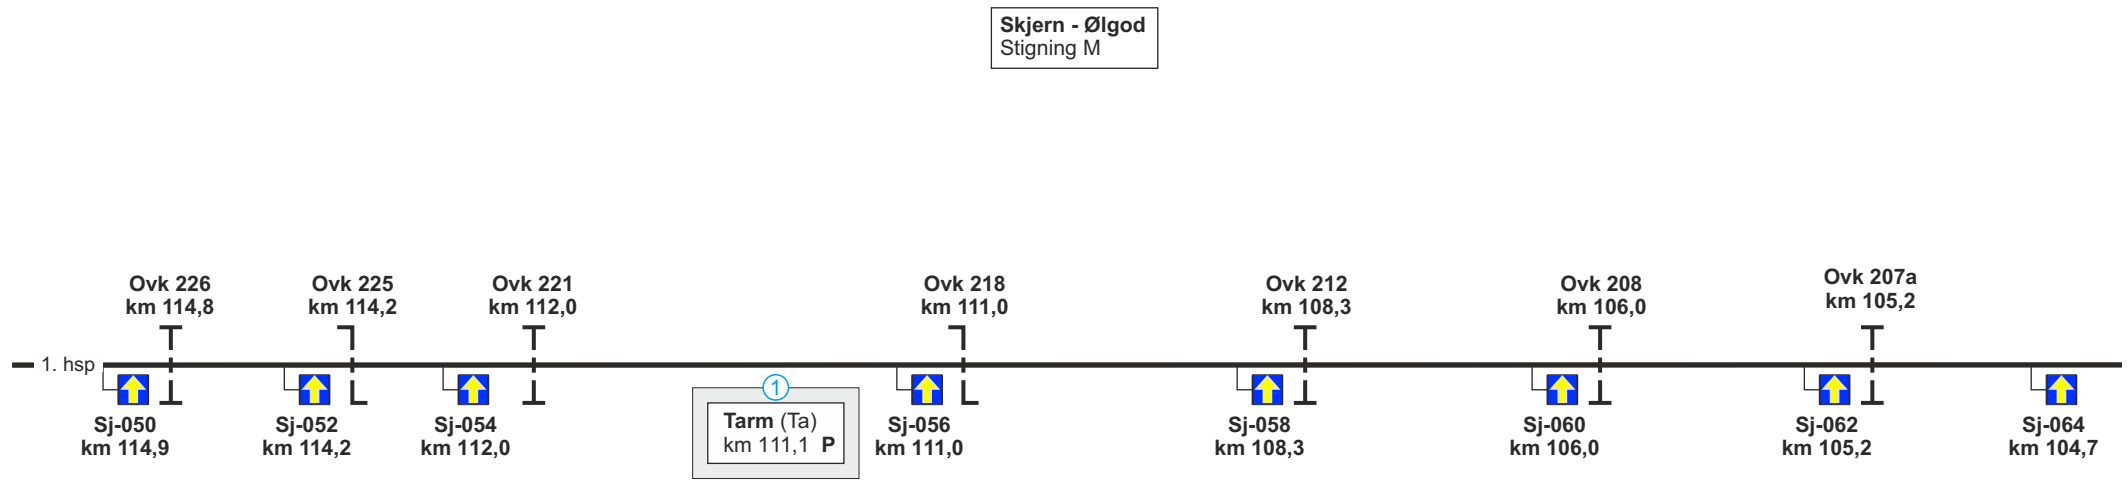 Skjern - Ølgod
Stigning M
Ovk 226
km 114,8
Ovk 225
km 114,2
Ovk 221
km 112,0
Ovk 218
km 111,0
Ovk 212
km 108,3
Ovk 208
km 106,0
Ovk 207a
km 105,2
1. hsp
1
Tarm (Ta)
km 111,1 P
Sj-050
km 114,9
Sj-052
km 114,2
Sj-054
km 112,0
Sj-056
km 111,0
Sj-058
km 108,3
Sj-060
km 106,0
Sj-062
km 105,2
Sj-064
km 104,7